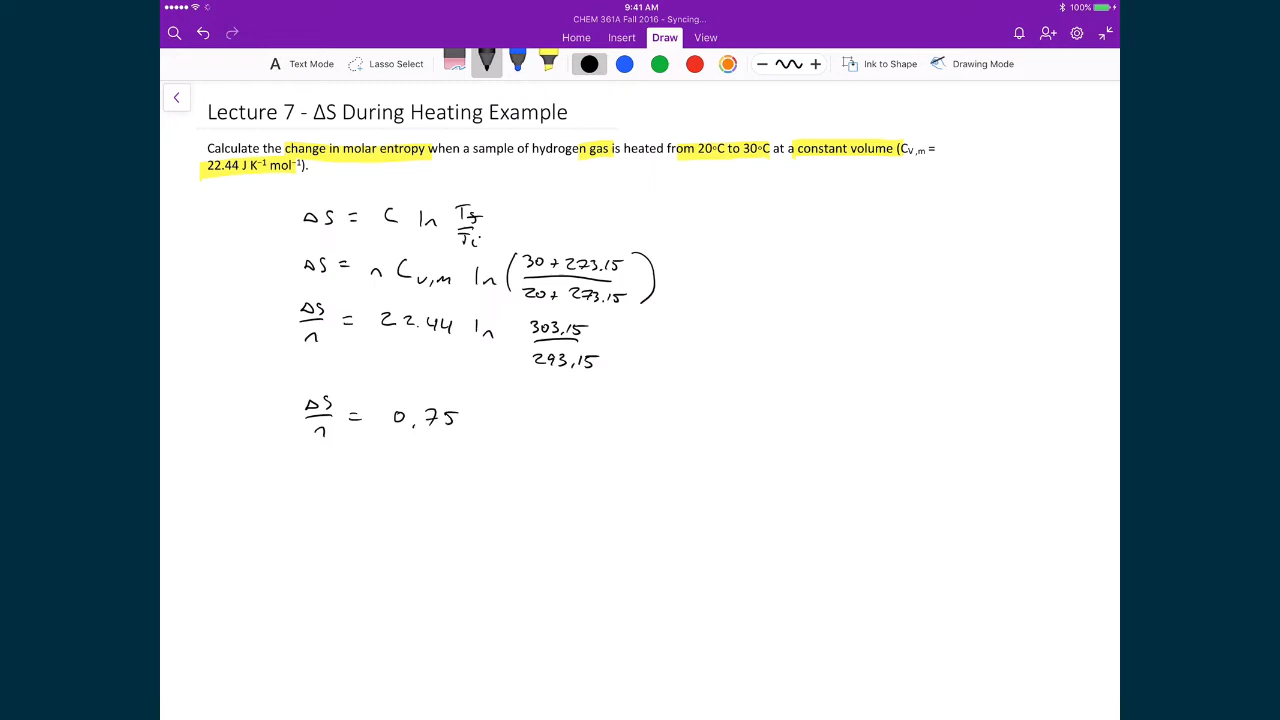 9:41 AM
100%
CHEM 361A Fall 2016 - Syncing...
Home Insert Draw View
A Text Mode Lasso Select Ink to Shape Drawing Mode
Lecture 7 - ΔS During Heating Example
Calculate the change in molar entropy when a sample of hydrogen gas is heated from 20°C to 30°C at a constant volume (Cᵥ,ₘ =
22.44 J K⁻¹ mol⁻¹).
ΔS = C ln Tf/Ti
ΔS = n Cv,m ln (30 + 273.15 / 20 + 273.15)
ΔS/n = 22.44 ln 303.15/293.15
ΔS/n = 0.75